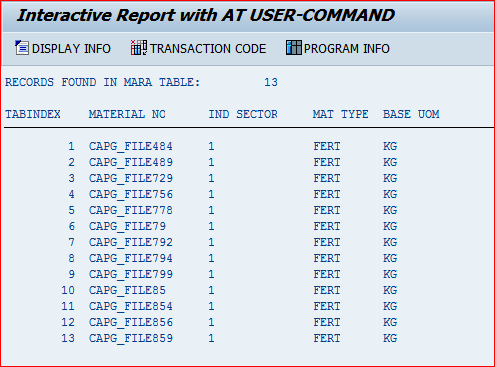 Interactive Report with AT USER-COMMAND
DISPLAY INFO TRANSACTION CODE PROGRAM INFO
RECORDS FOUND IN MARA TABLE: 13
TABINDEX MATERIAL NO IND SECTOR MAT TYPE BASE UOM
1 CAPG_FILE484 1 FERT KG
2 CAPG_FILE489 1 FERT KG
3 CAPG_FILE729 1 FERT KG
4 CAPG_FILE756 1 FERT KG
5 CAPG_FILE778 1 FERT KG
6 CAPG_FILE79 1 FERT KG
7 CAPG_FILE792 1 FERT KG
8 CAPG_FILE794 1 FERT KG
9 CAPG_FILE799 1 FERT KG
10 CAPG_FILE85 1 FERT KG
11 CAPG_FILE854 1 FERT KG
12 CAPG_FILE856 1 FERT KG
13 CAPG_FILE859 1 FERT KG